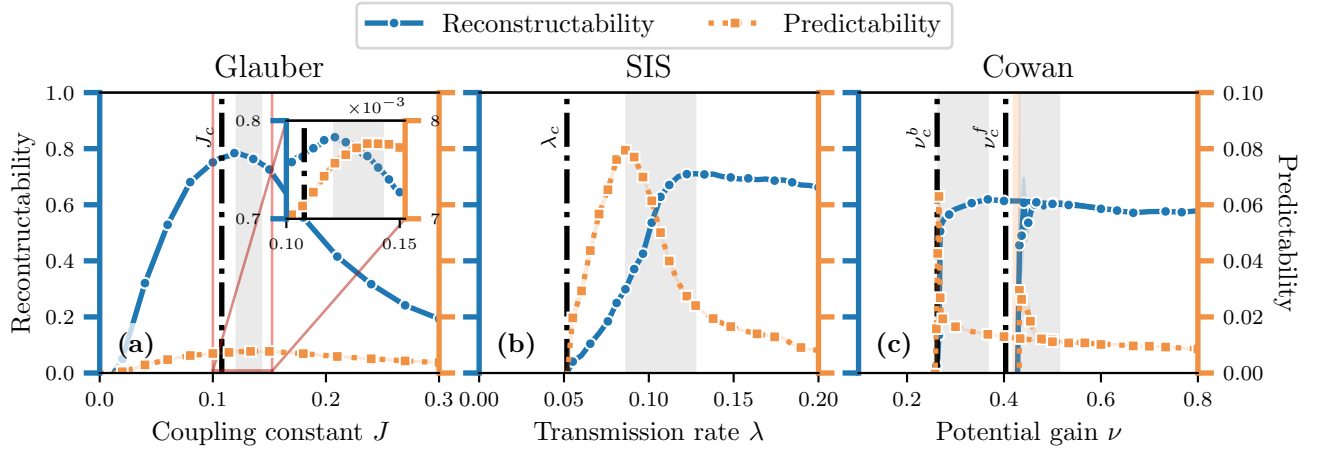 Reconstructability Predictability
Glauber SIS Cowan
Recontructability
1.0
0.8
0.6
0.4
0.2
0.0
J_c
×10⁻³
0.8 8
0.7 7
0.10 0.15
(a)
0.0 0.1 0.2 0.3
Coupling constant J
λ_c
(b)
0.00 0.05 0.10 0.15 0.20
Transmission rate λ
ν_c^b ν_c^f
(c)
0.2 0.4 0.6 0.8
Potential gain ν
0.10
0.08
0.06
0.04
0.02
0.00
Predictability